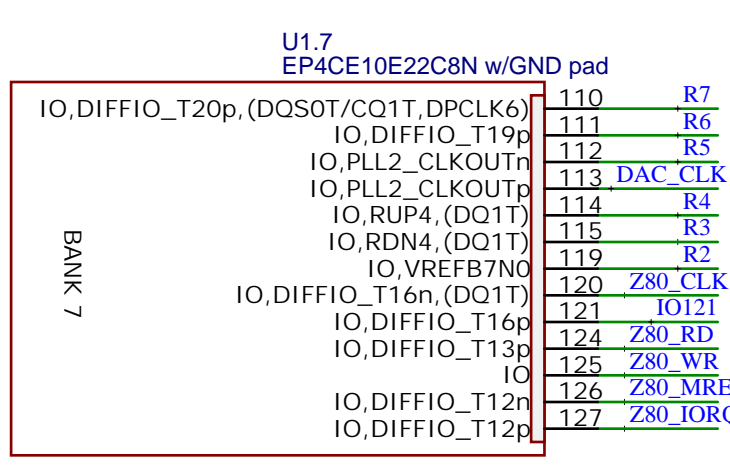 U1.7
EP4CE10E22C8N w/GND pad
IO,DIFFIO_T20p,(DQS0T/CQ1T,DPCLK6) 110 R7
IO,DIFFIO_T19p 111 R6
IO,PLL2_CLKOUTn 112 R5
IO,PLL2_CLKOUTp 113 DAC_CLK
IO,RUP4,(DQ1T) 114 R4
IO,RDN4,(DQ1T) 115 R3
IO,VREFB7N0 119 R2
IO,DIFFIO_T16n,(DQ1T) 120 Z80_CLK
IO,DIFFIO_T16p 121 IO121
IO,DIFFIO_T13p 124 Z80_RD
IO 125 Z80_WR
IO,DIFFIO_T12n 126 Z80_MRE
IO,DIFFIO_T12p 127 Z80_IORQ
BANK 7